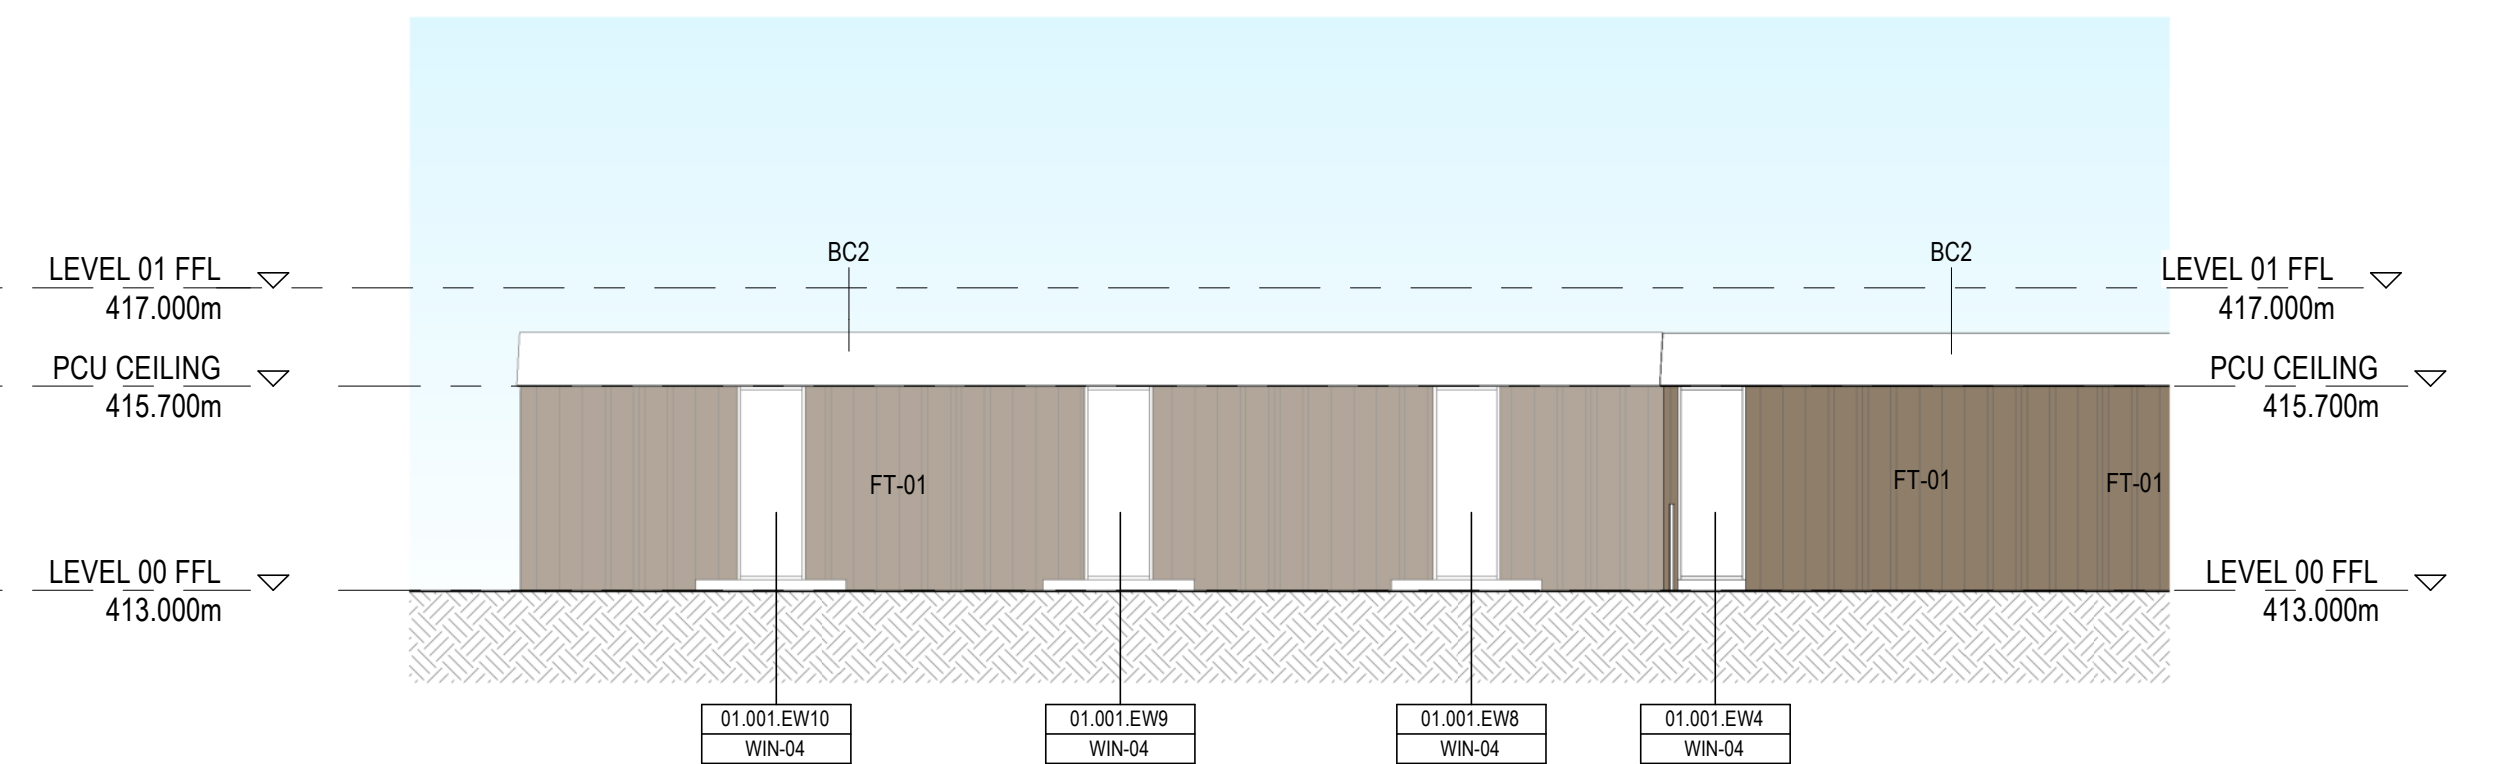 BC2
BC2
LEVEL 01 FFL
417.000m
LEVEL 01 FFL
417.000m
PCU CEILING
415.700m
PCU CEILING
415.700m
FT-01
FT-01
FT-01
LEVEL 00 FFL
413.000m
LEVEL 00 FFL
413.000m
01.001.EW10
WIN-04
01.001.EW9
WIN-04
01.001.EW8
WIN-04
01.001.EW4
WIN-04